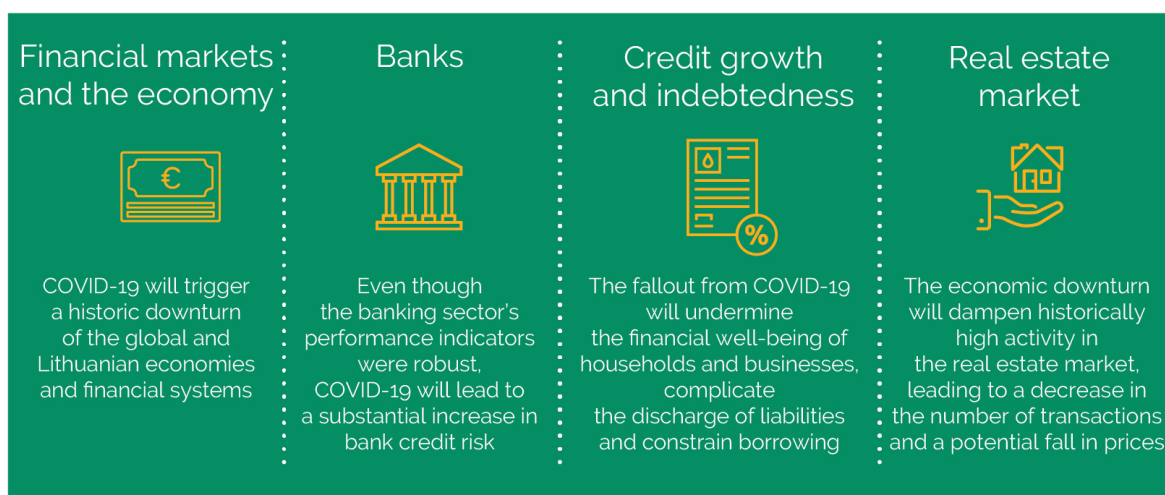 Financial markets
and the economy
€
COVID-19 will trigger
a historic downturn
of the global and
Lithuanian economies
and financial systems
Banks
Even though
the banking sector's
performance indicators
were robust,
COVID-19 will lead to
a substantial increase in
bank credit risk
Credit growth
and indebtedness
%
The fallout from COVID-19
will undermine
the financial well-being of
households and businesses,
complicate
the discharge of liabilities
and constrain borrowing
Real estate
market
The economic downturn
will dampen historically
high activity in
the real estate market,
leading to a decrease in
the number of transactions
and a potential fall in prices